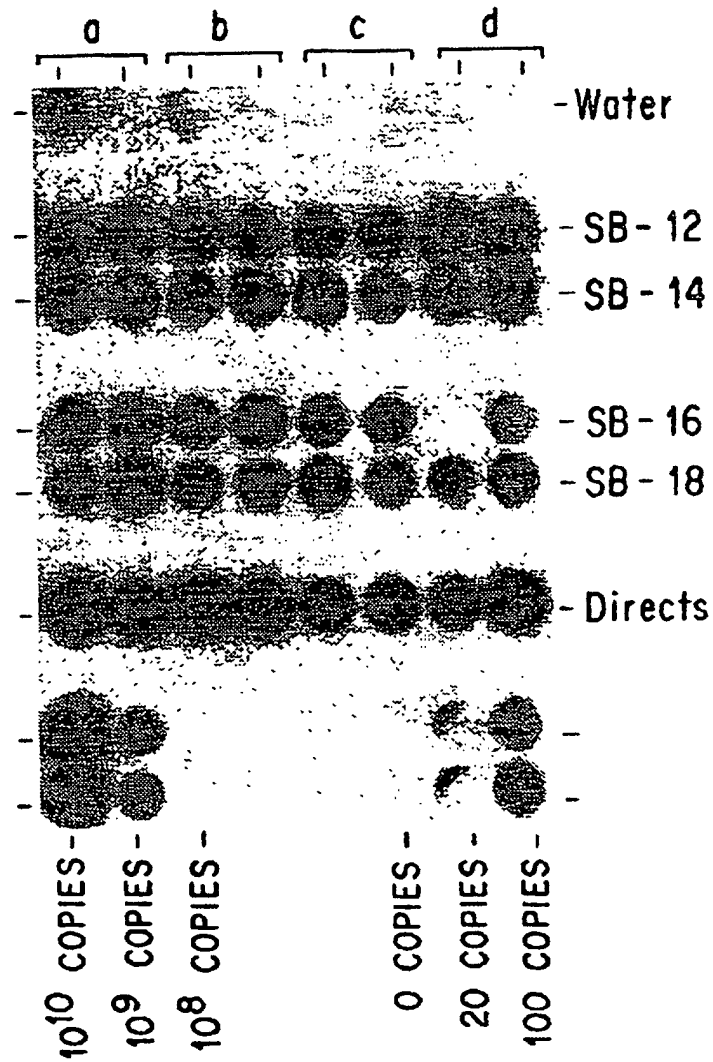 a b c d
Water
SB-12
SB-14
SB-16
SB-18
Directs
10¹⁰ COPIES
10⁹ COPIES
10⁸ COPIES
0 COPIES
20 COPIES
100 COPIES